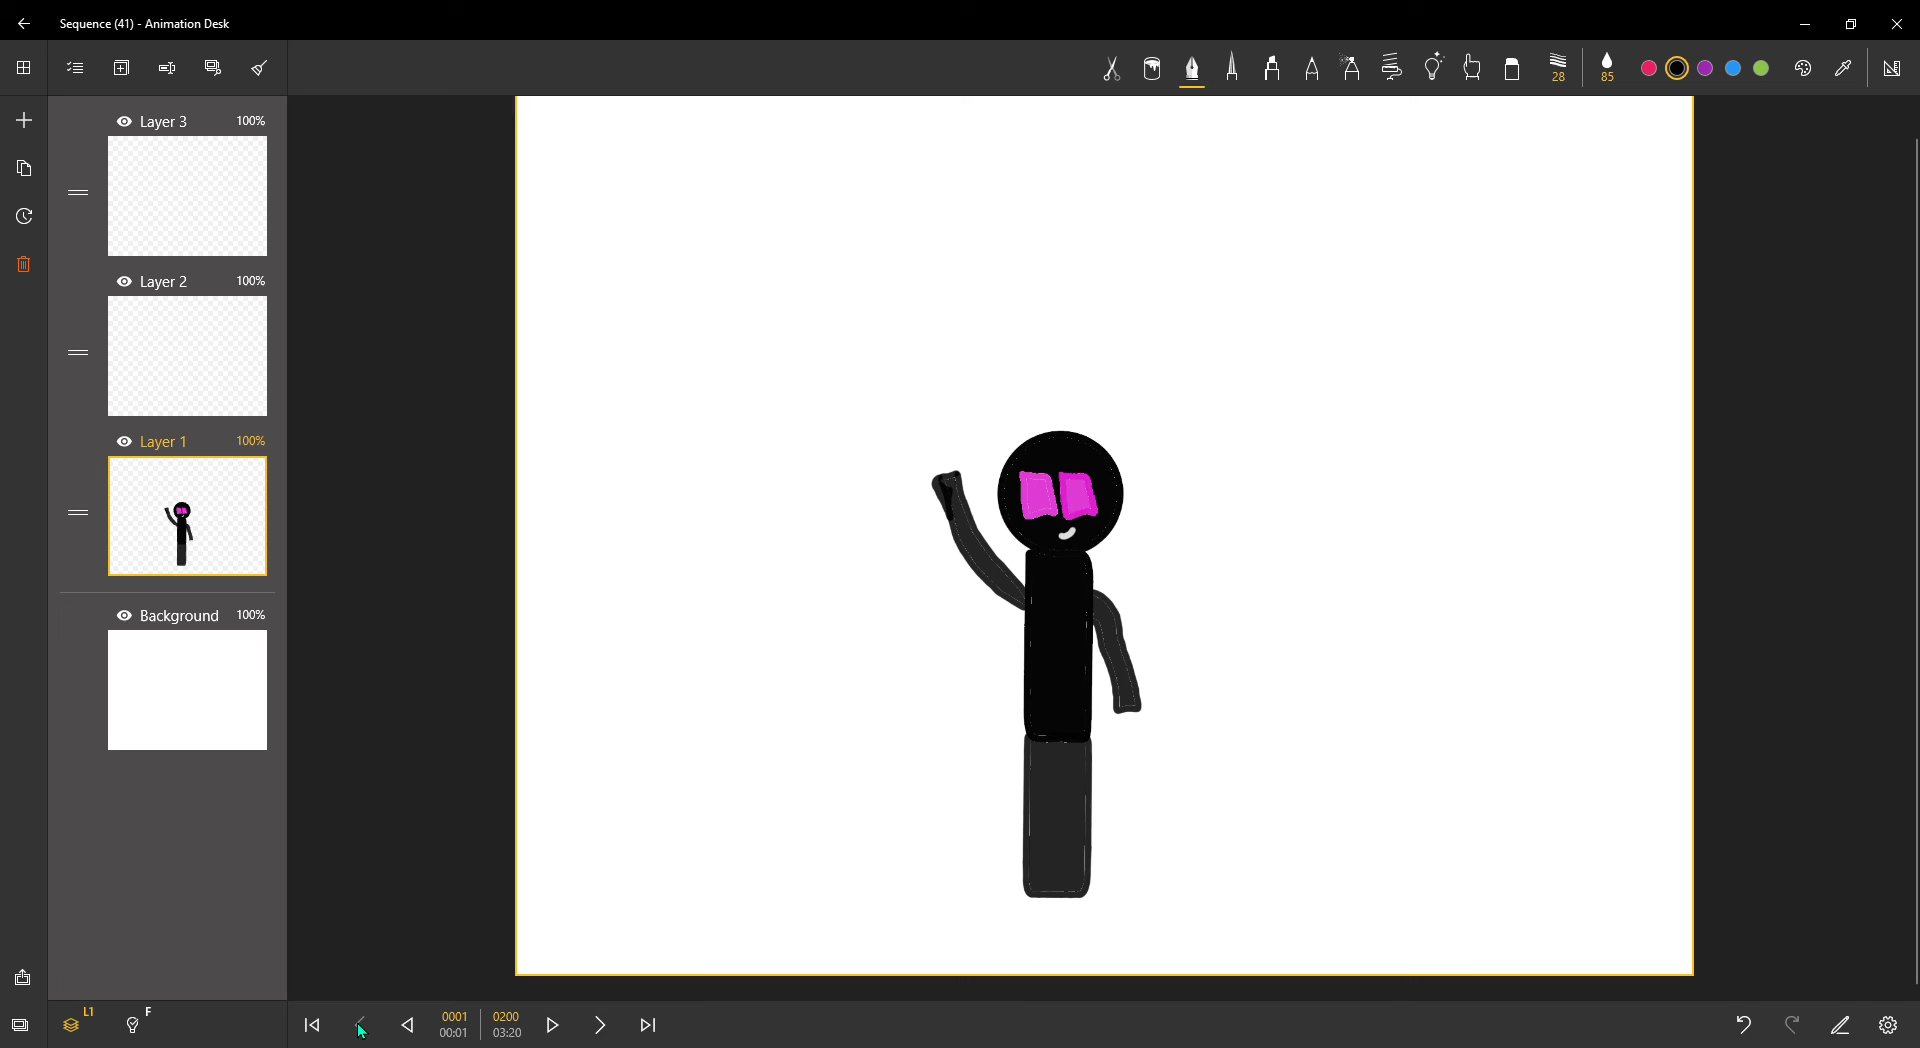 Sequence (41) - Animation Desk
28
85
Layer 3 100%
Layer 2 100%
Layer 1 100%
Background 100%
L1
F
0001
00:01
0200
03:20